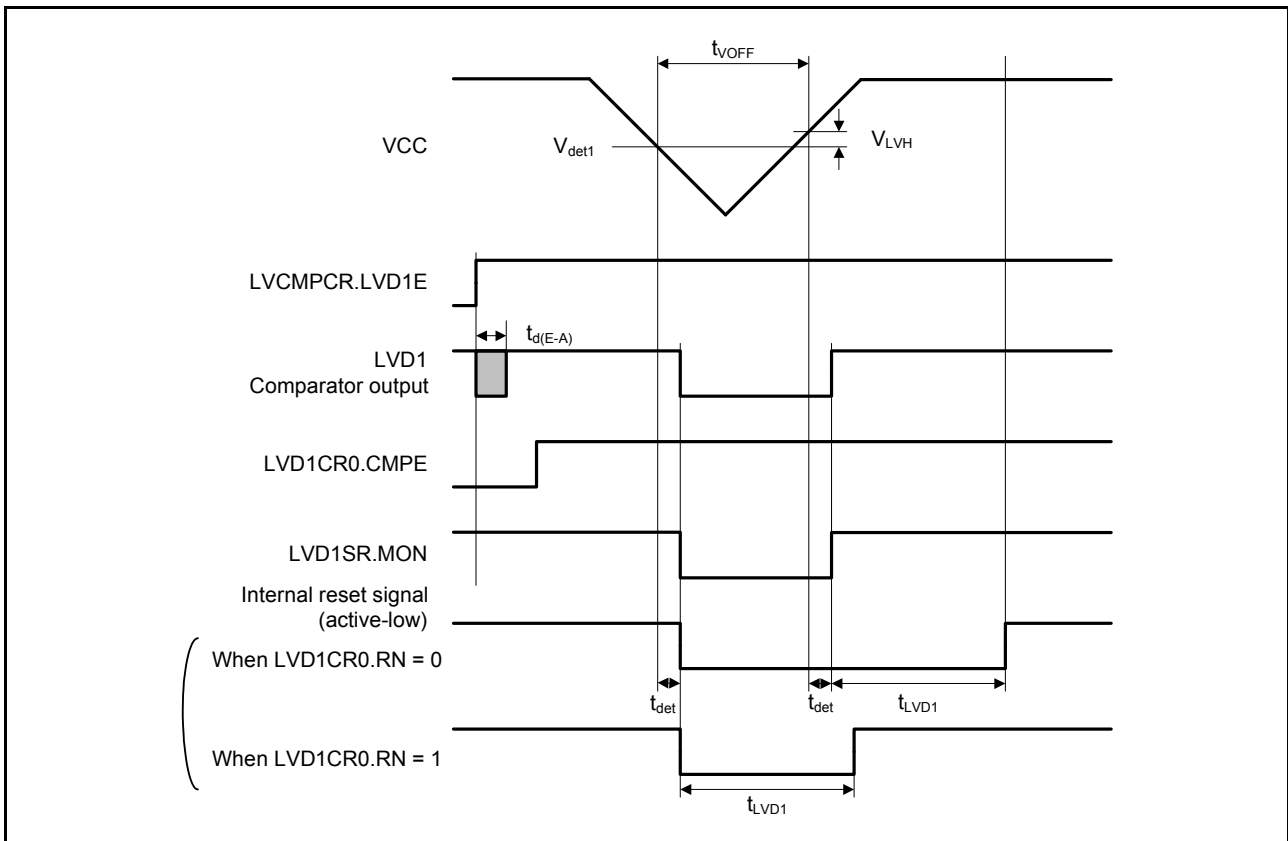 tVOFF
VCC
Vdet1
VLVH
LVCMPCR.LVD1E
td(E-A)
LVD1
Comparator output
LVD1CR0.CMPE
LVD1SR.MON
Internal reset signal
(active-low)
When LVD1CR0.RN = 0
tdet
tdet
tLVD1
When LVD1CR0.RN = 1
tLVD1